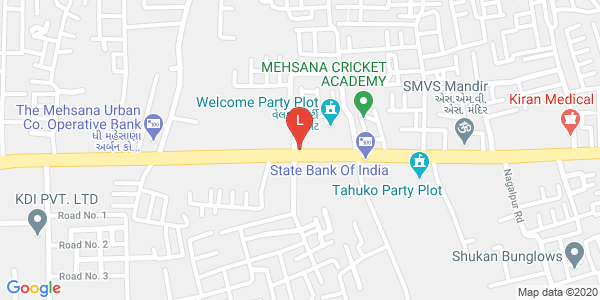 MEHSANA CRICKET
ACADEMY
SMVS Mandir
એસ.એમ.વી.
એસ. મંદિર
Kiran Medical
Welcome Party Plot
The Mehsana Urban
Co. Operative Bank
ધી મહેસાણા
અર્બન કો...
L
State Bank Of India
Tahuko Party Plot
Nagalpur Rd
KDI PVT. LTD
Road No. 1
Road No. 2
Road No. 3
Shukan Bunglows
Google
Map data ©2020